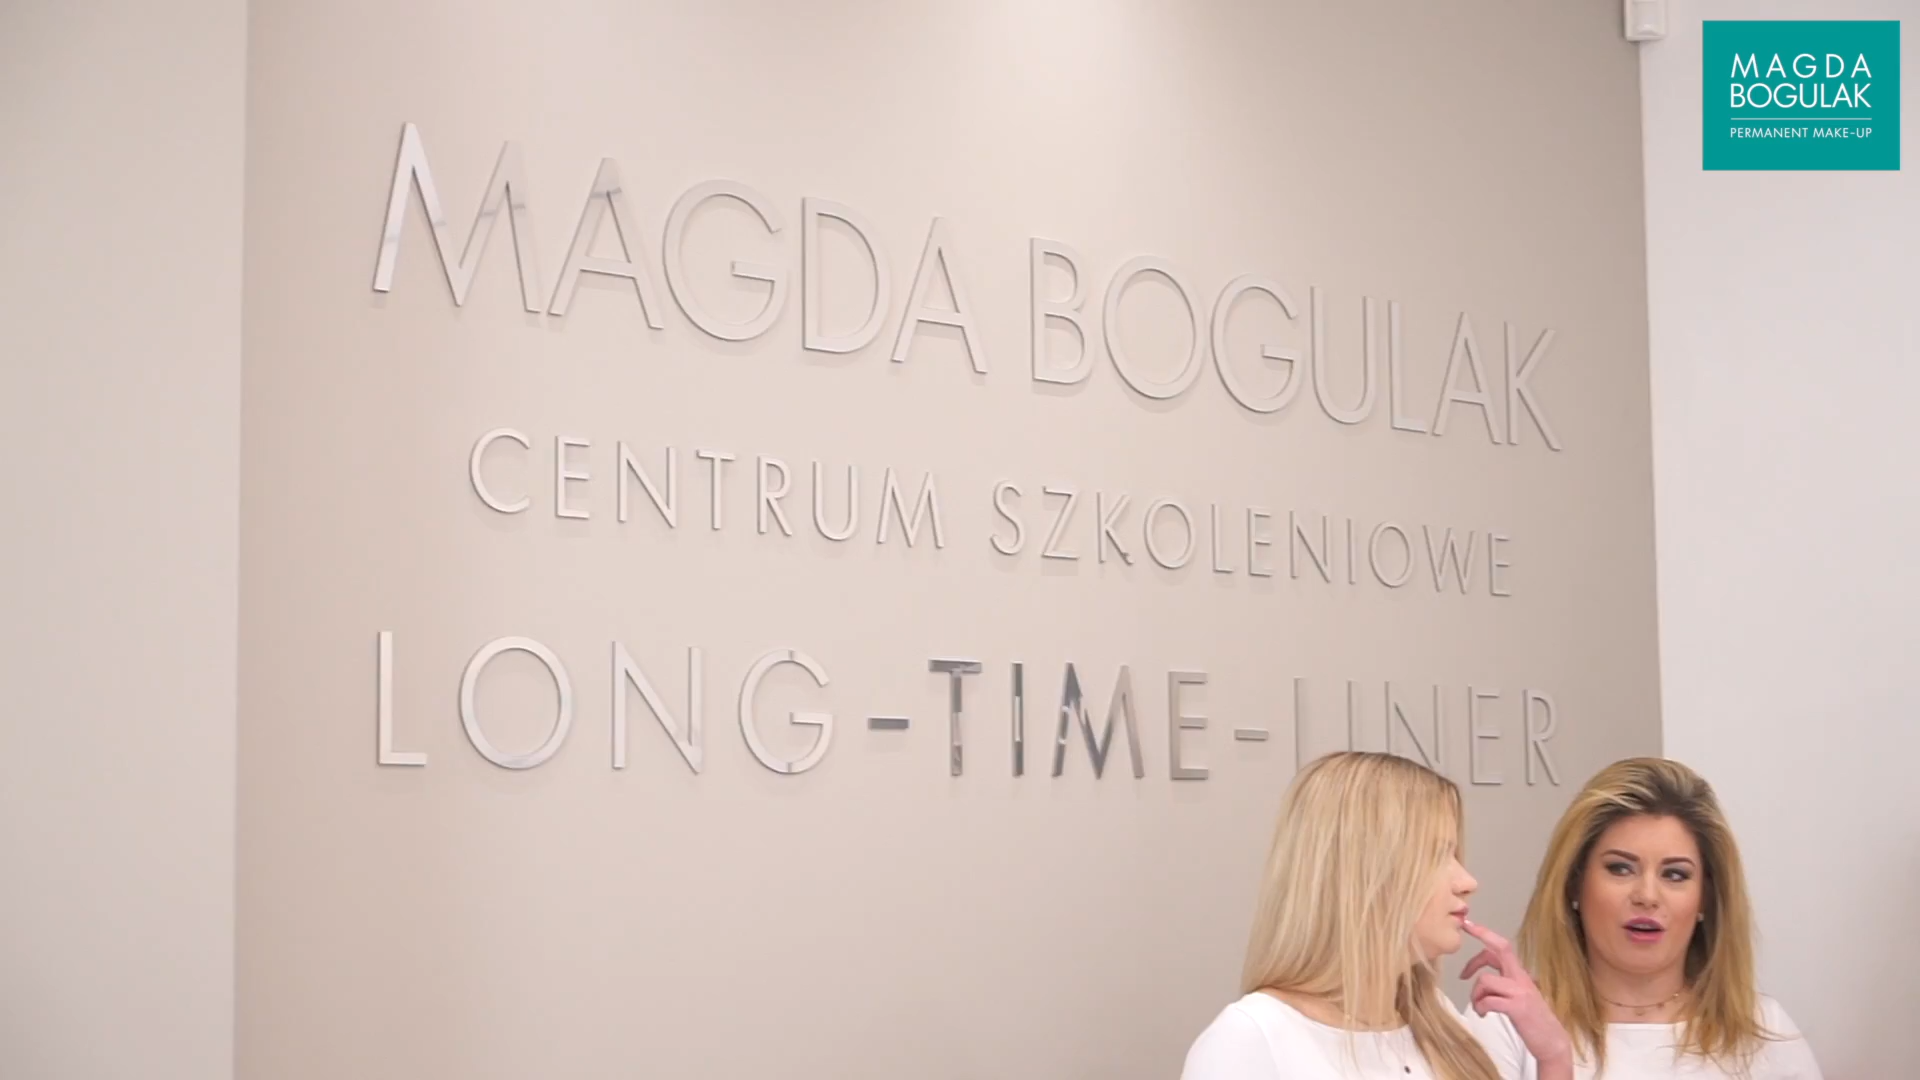 MAGDA BOGULAK
CENTRUM SZKOLENIOWE
LONG-TIME-LINER
MAGDA
BOGULAK
PERMANENT MAKE-UP